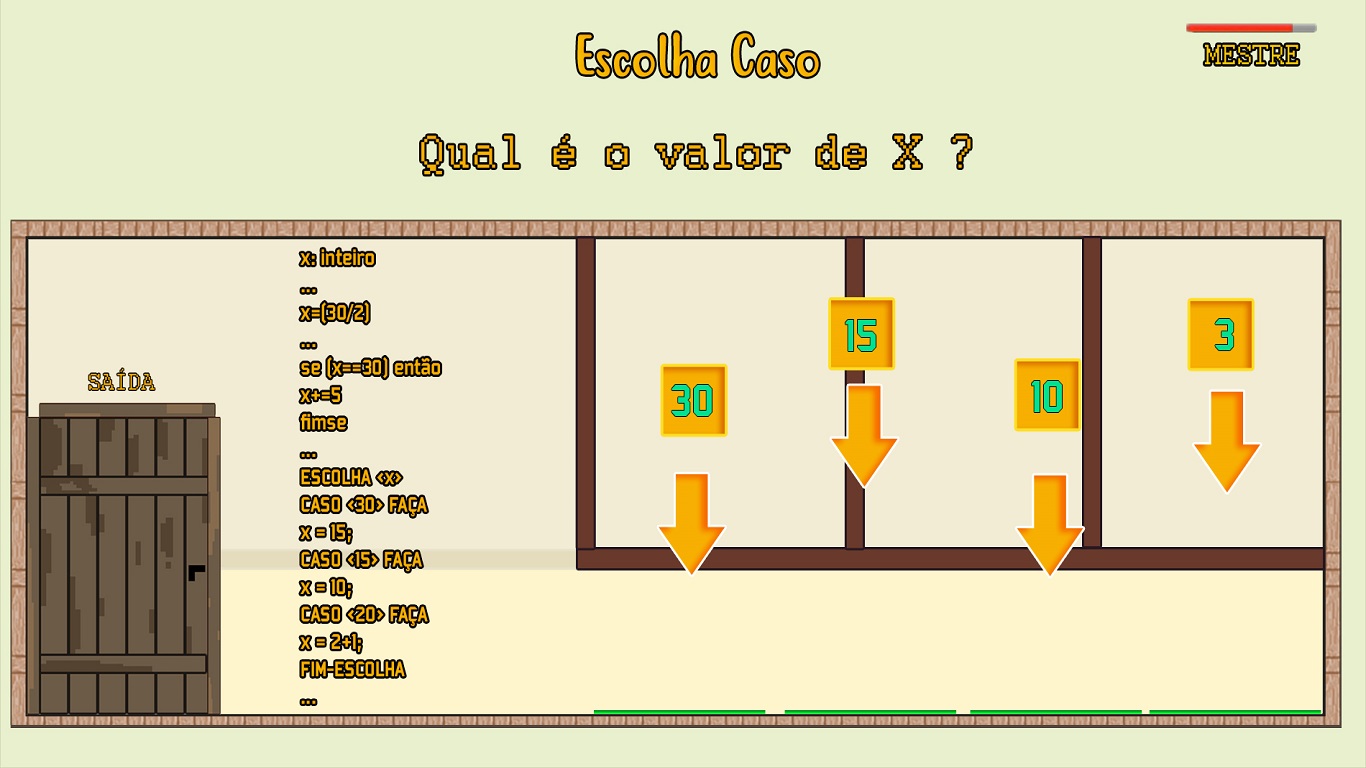 Escolha Caso
MESTRE
Qual é o valor de X ?
x: inteiro
...
x=(30/2)
...
se (x==30) então
x+=5
fimse
...
ESCOLHA <x>
CASO <30> FAÇA
x = 15;
CASO <15> FAÇA
x = 10;
CASO <20> FAÇA
x = 2+1;
FIM-ESCOLHA
...
SAÍDA
30
15
10
3